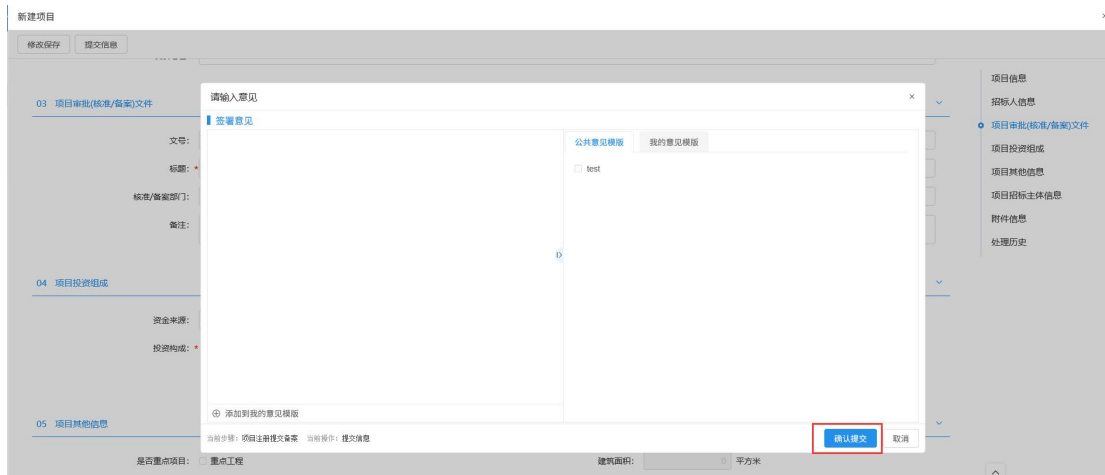 新建项目
修改保存 提交信息
03 项目审批(核准/备案)文件
文号:
标题: *
核准/备案部门:
备注:
04 项目投资组成
资金来源:
投资构成: *
05 项目其他信息
是否重点项目: 重点工程 建筑面积: 0 平方米
请输入意见 ×
签署意见
公共意见模版 我的意见模版
test
添加到我的意见模版
当前步骤: 项目注册提交备案 当前操作: 提交信息
确认提交 取消
项目信息
招标人信息
项目审批(核准/备案)文件
项目投资组成
项目其他信息
项目招标主体信息
附件信息
处理历史